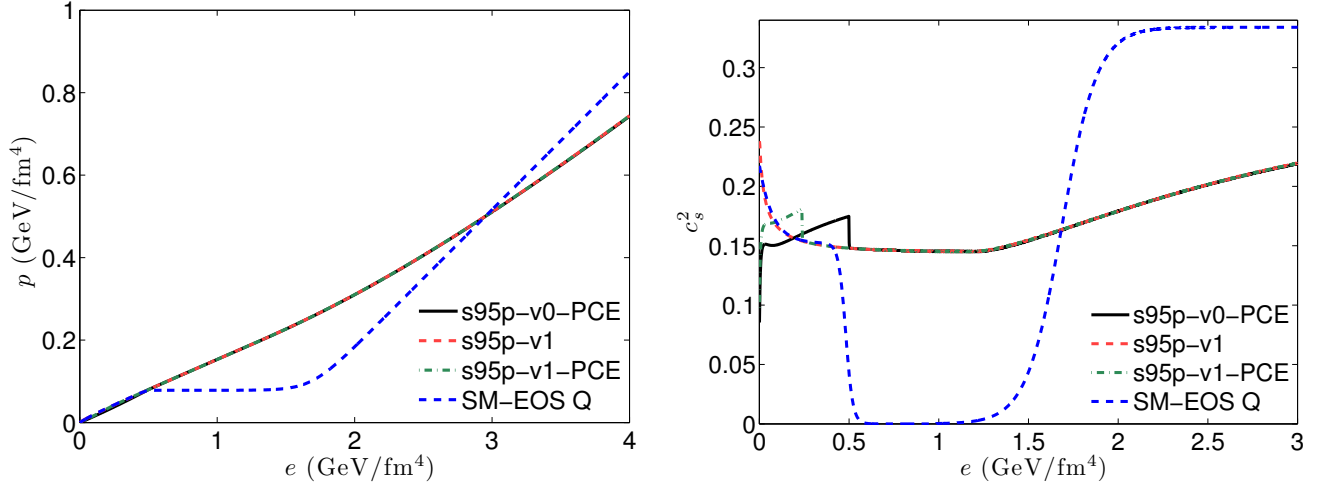 1
0.8
0.6
0.4
0.2
0
p (GeV/fm⁴)
0 1 2 3 4
e (GeV/fm⁴)
s95p−v0−PCE
s95p−v1
s95p−v1−PCE
SM−EOS Q
0.3
0.25
0.2
0.15
0.1
0.05
0
c_s²
0 0.5 1 1.5 2 2.5 3
e (GeV/fm⁴)
s95p−v0−PCE
s95p−v1
s95p−v1−PCE
SM−EOS Q